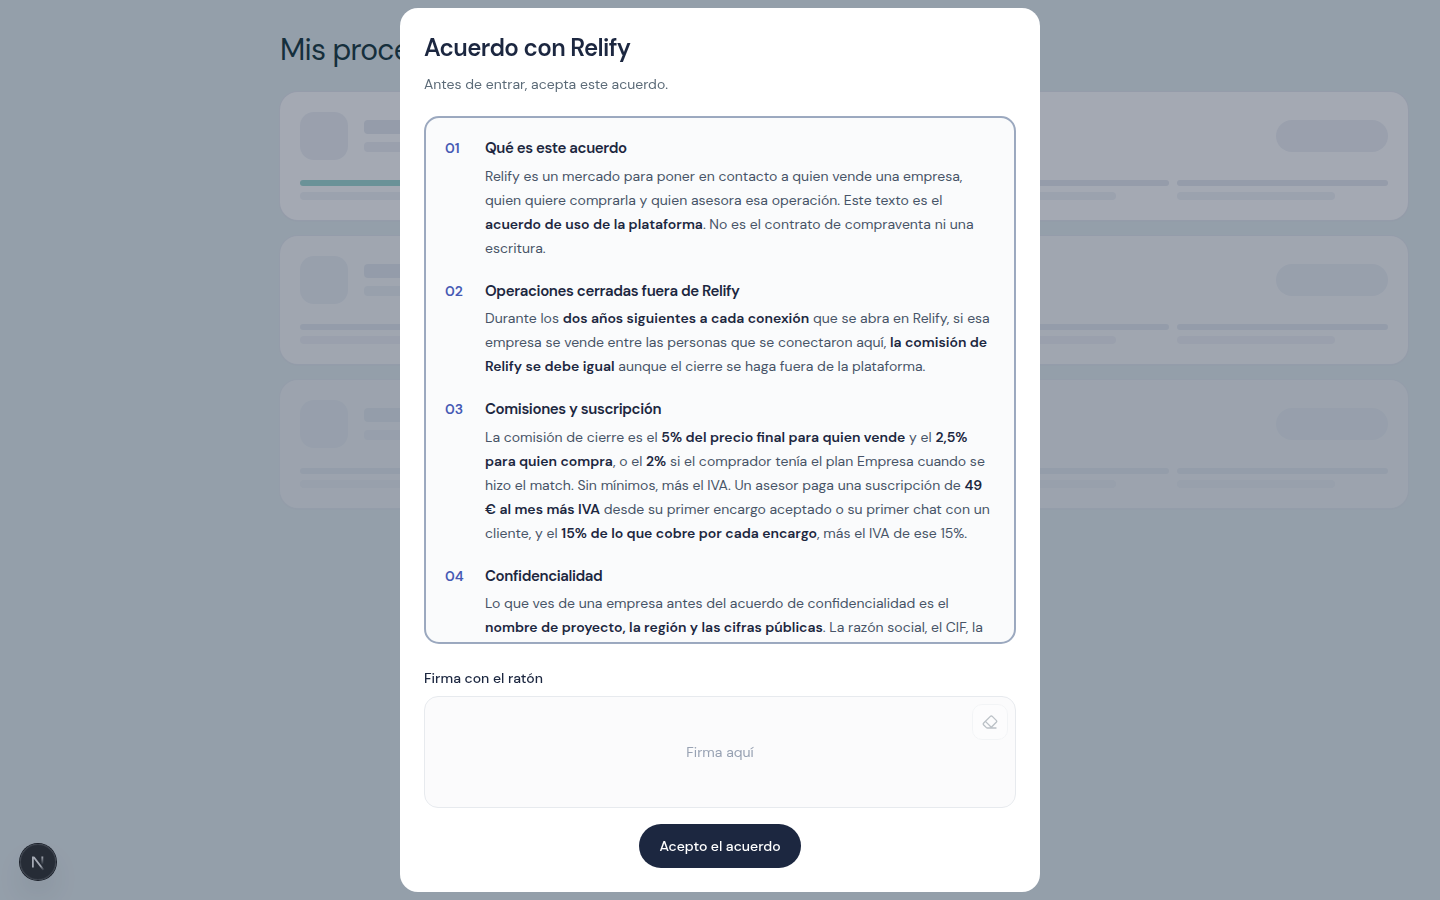 Mis proce
Acuerdo con Relify
Antes de entrar, acepta este acuerdo.
01 Qué es este acuerdo
Relify es un mercado para poner en contacto a quien vende una empresa,
quien quiere comprarla y quien asesora esa operación. Este texto es el
acuerdo de uso de la plataforma. No es el contrato de compraventa ni una
escritura.
02 Operaciones cerradas fuera de Relify
Durante los dos años siguientes a cada conexión que se abra en Relify, si esa
empresa se vende entre las personas que se conectaron aquí, la comisión de
Relify se debe igual aunque el cierre se haga fuera de la plataforma.
03 Comisiones y suscripción
La comisión de cierre es el 5% del precio final para quien vende y el 2,5%
para quien compra, o el 2% si el comprador tenía el plan Empresa cuando se
hizo el match. Sin mínimos, más el IVA. Un asesor paga una suscripción de 49
€ al mes más IVA desde su primer encargo aceptado o su primer chat con un
cliente, y el 15% de lo que cobre por cada encargo, más el IVA de ese 15%.
04 Confidencialidad
Lo que ves de una empresa antes del acuerdo de confidencialidad es el
nombre de proyecto, la región y las cifras públicas. La razón social, el CIF, la
Firma con el ratón
Firma aquí
Acepto el acuerdo
N